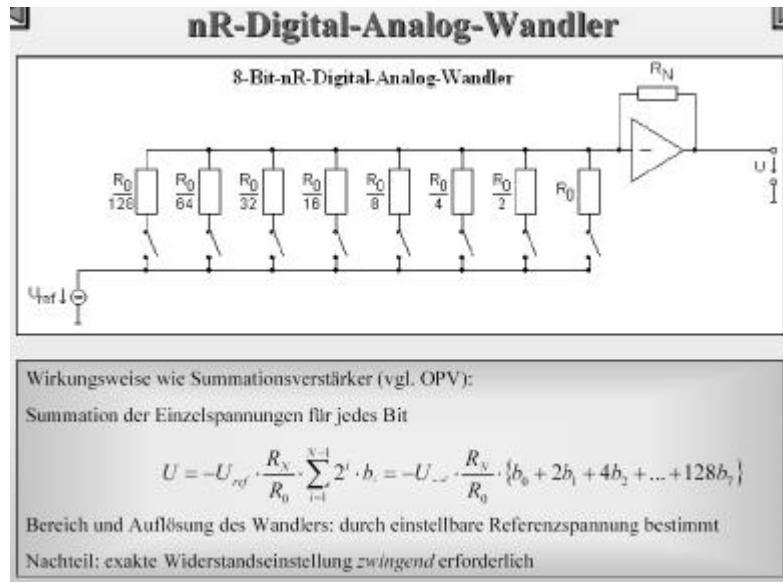 nR-Digital-Analog-Wandler
8-Bit-nR-Digital-Analog-Wandler
R_N
R_0/128 R_0/64 R_0/32 R_0/16 R_0/8 R_0/4 R_0/2 R_0
U
U_ref
Wirkungsweise wie Summationsverstärker (vgl. OPV):
Summation der Einzelspannungen für jedes Bit
U = -U_ref · R_N/R_0 · ∑_{i=1}^{N-1} 2^i · b = -U · R_N/R_0 · {b_0 + 2b_1 + 4b_2 + ... + 128b_7}
Bereich und Auflösung des Wandlers: durch einstellbare Referenzspannung bestimmt
Nachteil: exakte Widerstandseinstellung zwingend erforderlich